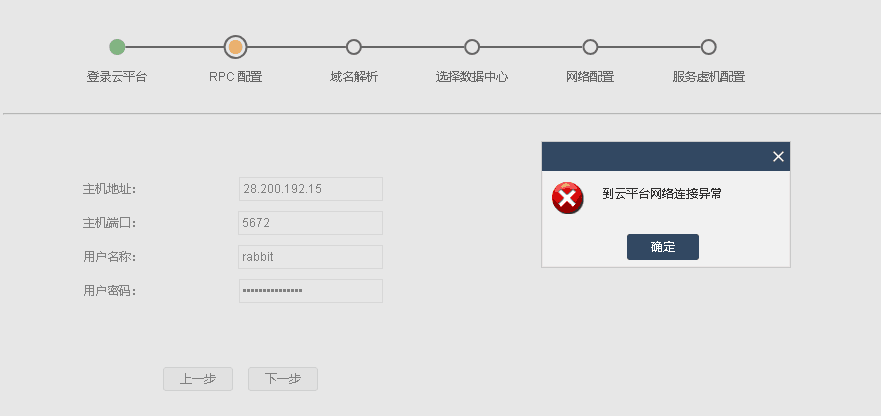 登录云平台
RPC 配置
域名解析
选择数据中心
网络配置
服务虚机配置
主机地址：
28.200.192.15
主机端口：
5672
用户名称：
rabbit
用户密码：
•••••••••••••••
上一步
下一步
到云平台网络连接异常
确定